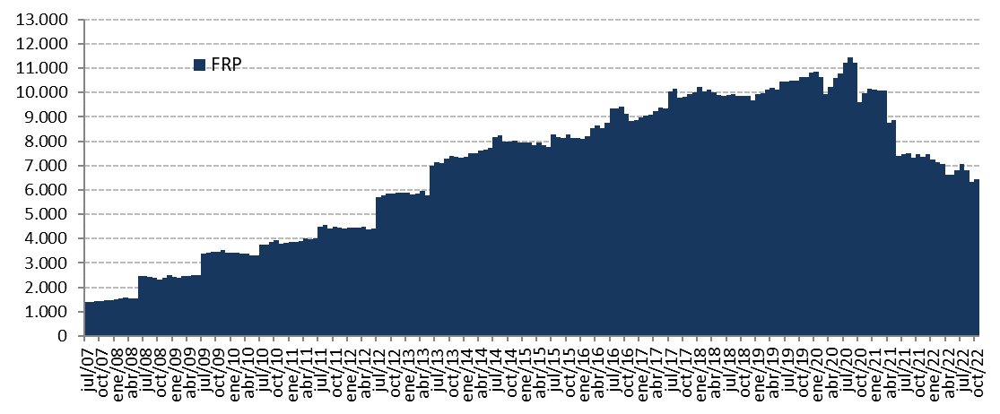 13.000
12.000
11.000
10.000
9.000
8.000
7.000
6.000
5.000
4.000
3.000
2.000
1.000
0
FRP
jul/07
oct/07
ene/08
abr/08
jul/08
oct/08
ene/09
abr/09
jul/09
oct/09
ene/10
abr/10
jul/10
oct/10
ene/11
abr/11
jul/11
oct/11
ene/12
abr/12
jul/12
oct/12
ene/13
abr/13
jul/13
oct/13
ene/14
abr/14
jul/14
oct/14
ene/15
abr/15
jul/15
oct/15
ene/16
abr/16
jul/16
oct/16
ene/17
abr/17
jul/17
oct/17
ene/18
abr/18
jul/18
oct/18
ene/19
abr/19
jul/19
oct/19
ene/20
abr/20
jul/20
oct/20
ene/21
abr/21
jul/21
oct/21
ene/22
abr/22
jul/22
oct/22